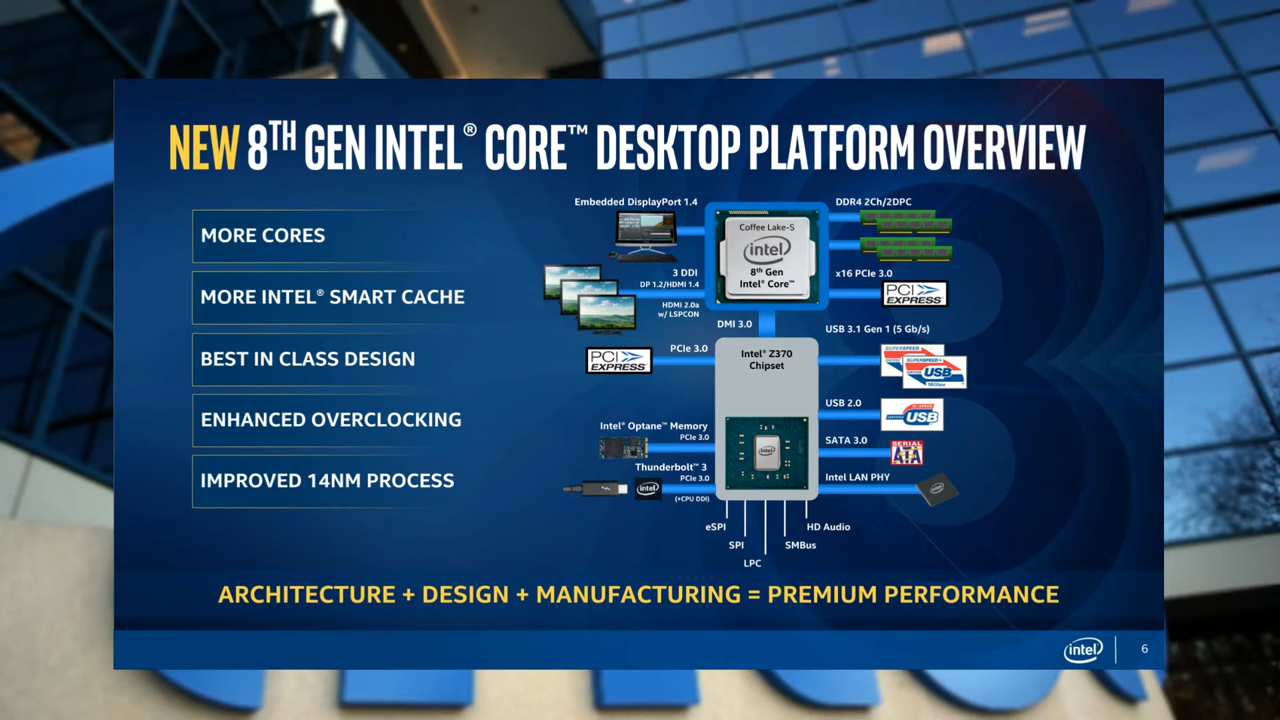 NEW 8TH GEN INTEL® CORE™ DESKTOP PLATFORM OVERVIEW
MORE CORES
MORE INTEL® SMART CACHE
BEST IN CLASS DESIGN
ENHANCED OVERCLOCKING
IMPROVED 14NM PROCESS
Embedded DisplayPort 1.4
3 DDI
DP 1.2/HDMI 1.4
HDMI 2.0a
w/ LSPCON
Coffee Lake-S
intel
8th Gen
Intel® Core™
DDR4 2Ch/2DPC
x16 PCIe 3.0
PCI
EXPRESS
DMI 3.0
PCIe 3.0
PCI
EXPRESS
Intel® Z370
Chipset
intel
USB 3.1 Gen 1 (5 Gb/s)
SUPERSPEED
SUPERSPEED+
USB
USB 2.0
USB
SATA 3.0
SERIAL
ATA
Intel LAN PHY
intel
Intel® Optane™ Memory
PCIe 3.0
Thunderbolt™ 3
PCIe 3.0
(+CPU DDI)
intel
eSPI
SPI
LPC
SMBus
HD Audio
ARCHITECTURE + DESIGN + MANUFACTURING = PREMIUM PERFORMANCE
intel
6